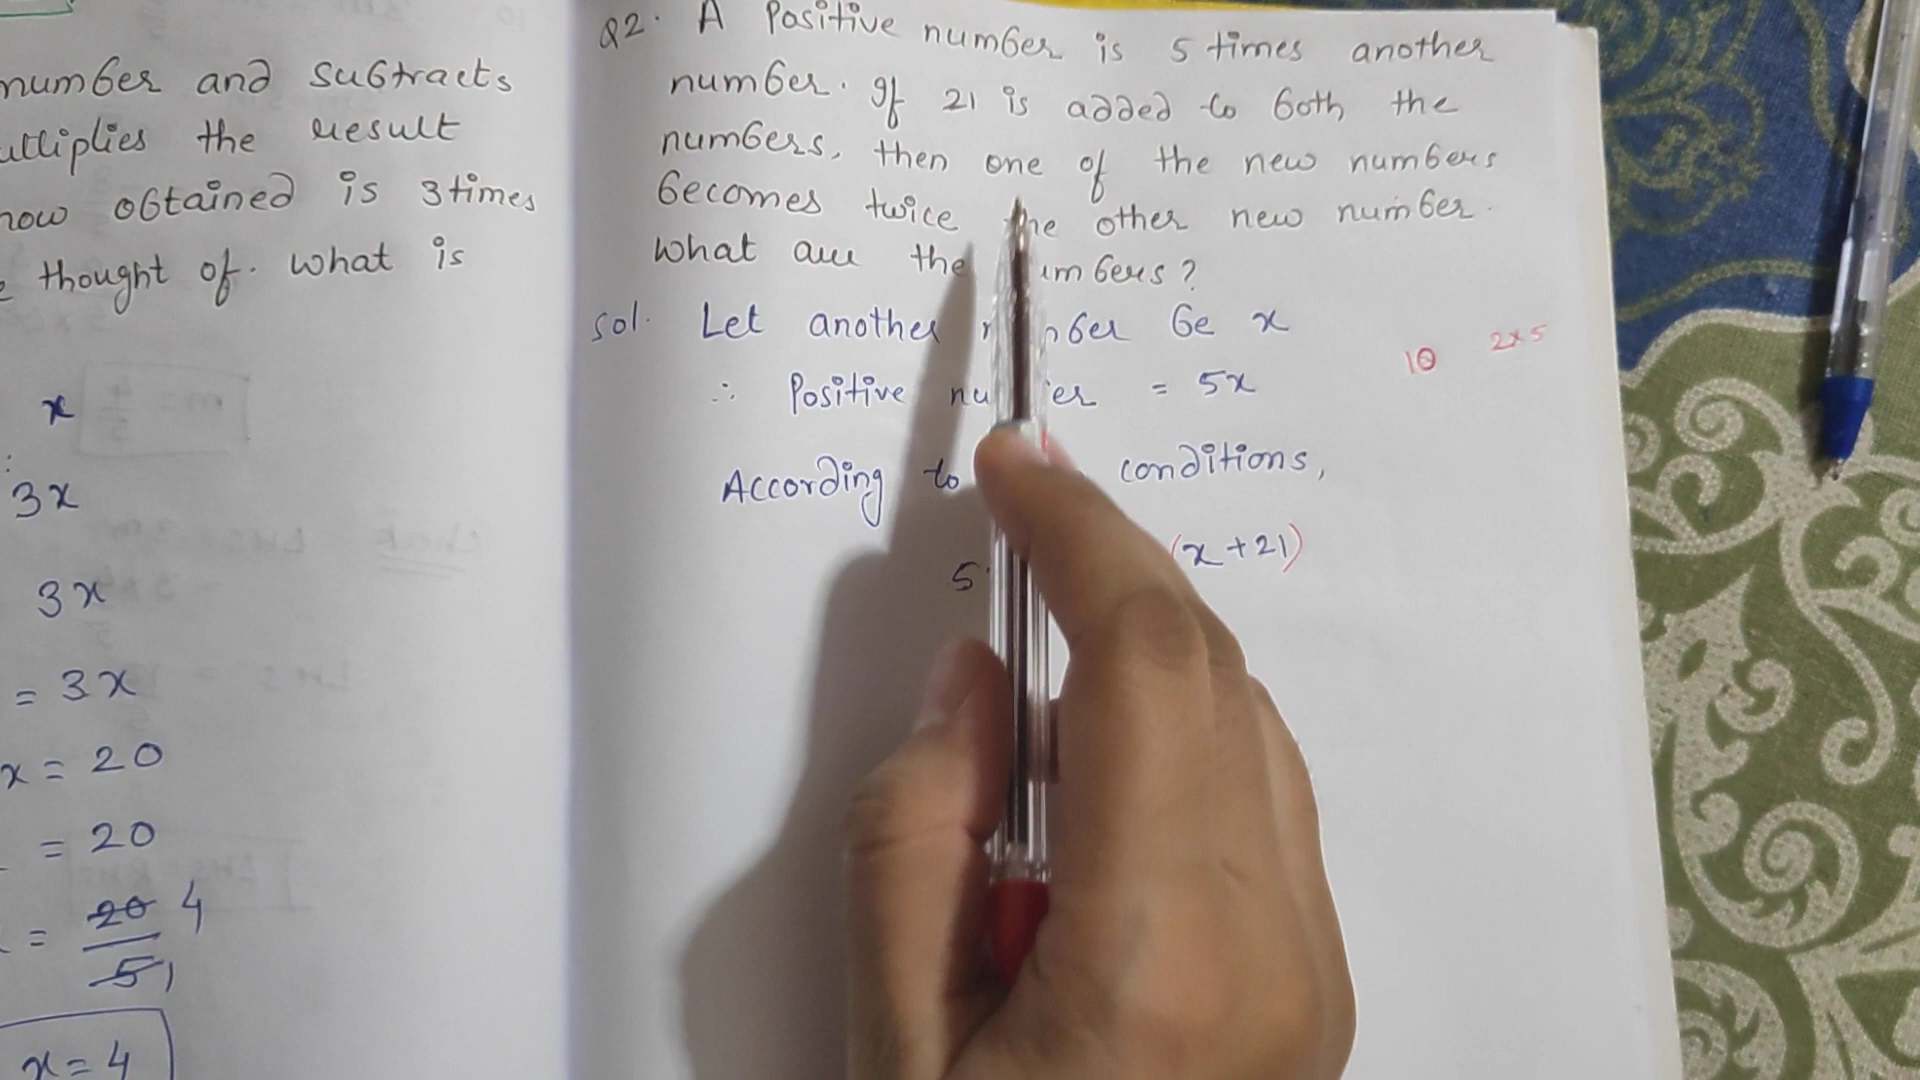 number and subtracts
the result
now obtained is 3 times
thought of. What is
x
3x
3x
= 3x
x = 20
= 20
= 20 4
5 1
x = 4
Q2. A Positive number is 5 times another
number. If 21 is added to both the
numbers, then one of the new numbers
becomes twice the other new number.
What are the numbers?
Sol. Let another number be x
∴ Positive number = 5x
10 2x5
According to conditions,
5 (x + 21)